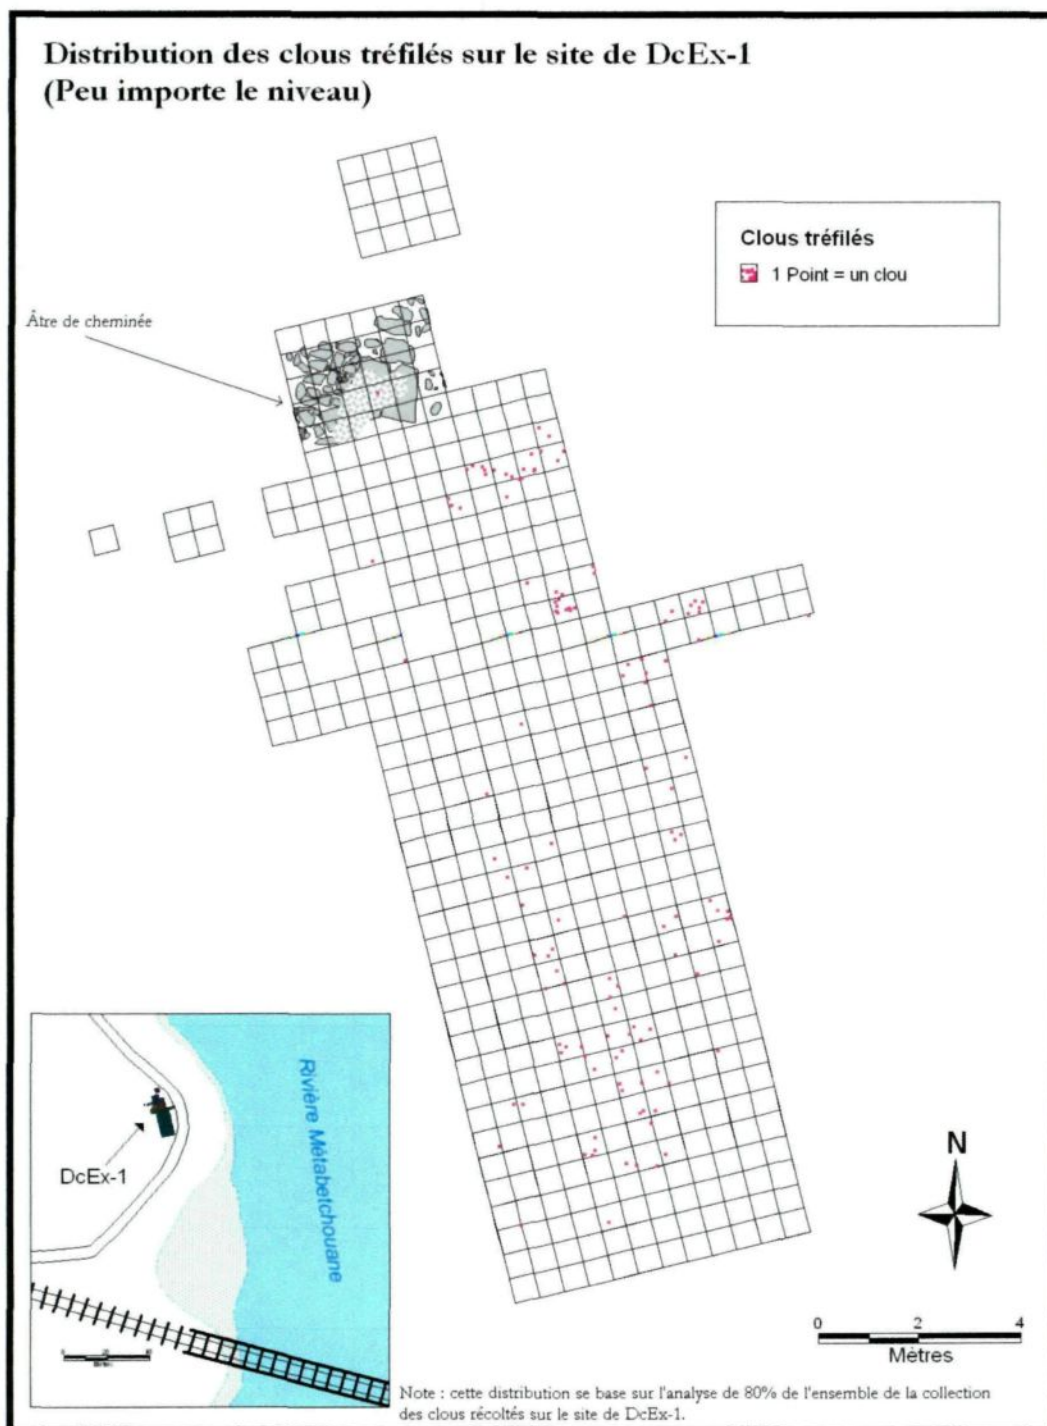 Distribution des clous tréfilés sur le site de DcEx-1
(Peu importe le niveau)
Clous tréfilés
1 Point = un clou
Âtre de cheminée
Rivière Métabetchouane
DcEx-1
N
0 2 4
Mètres
Note : cette distribution se base sur l'analyse de 80% de l'ensemble de la collection
des clous récoltés sur le site de DcEx-1.